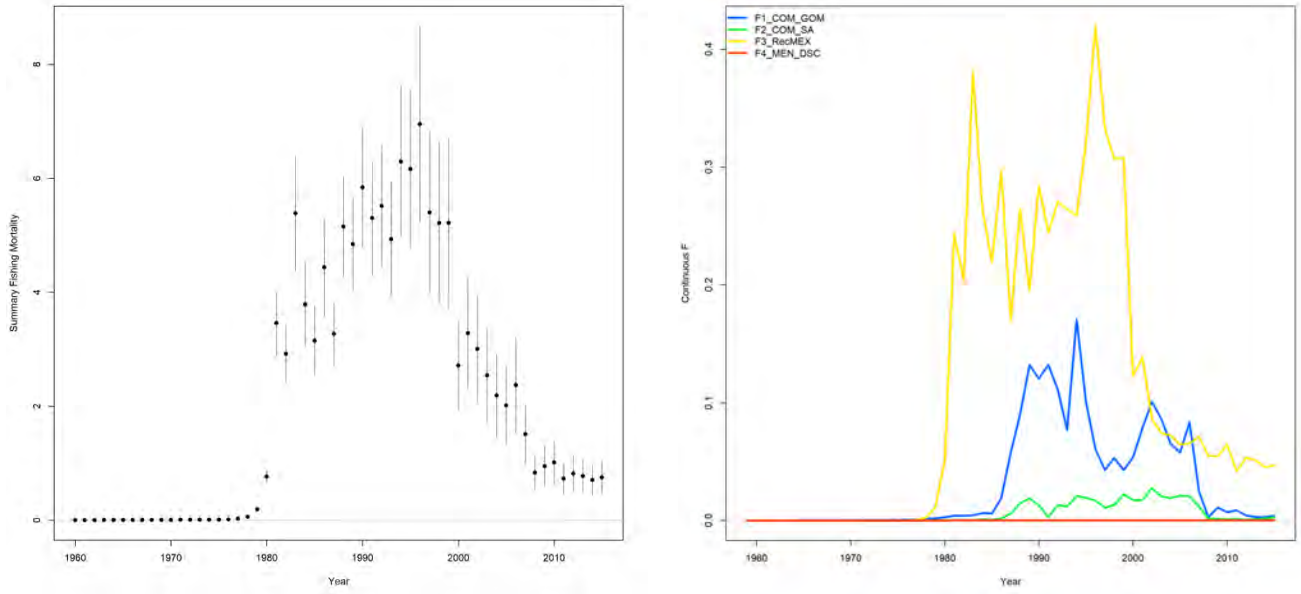 Summary Fishing Mortality
8
6
4
2
0
1960 1970 1980 1990 2000 2010
Year
F1_COM_GOM
F2_COM_SA
F3_RecMEX
F4_MEN_DSC
Continuous F
0.4
0.3
0.2
0.1
0.0
1960 1970 1980 1990 2000 2010
Year